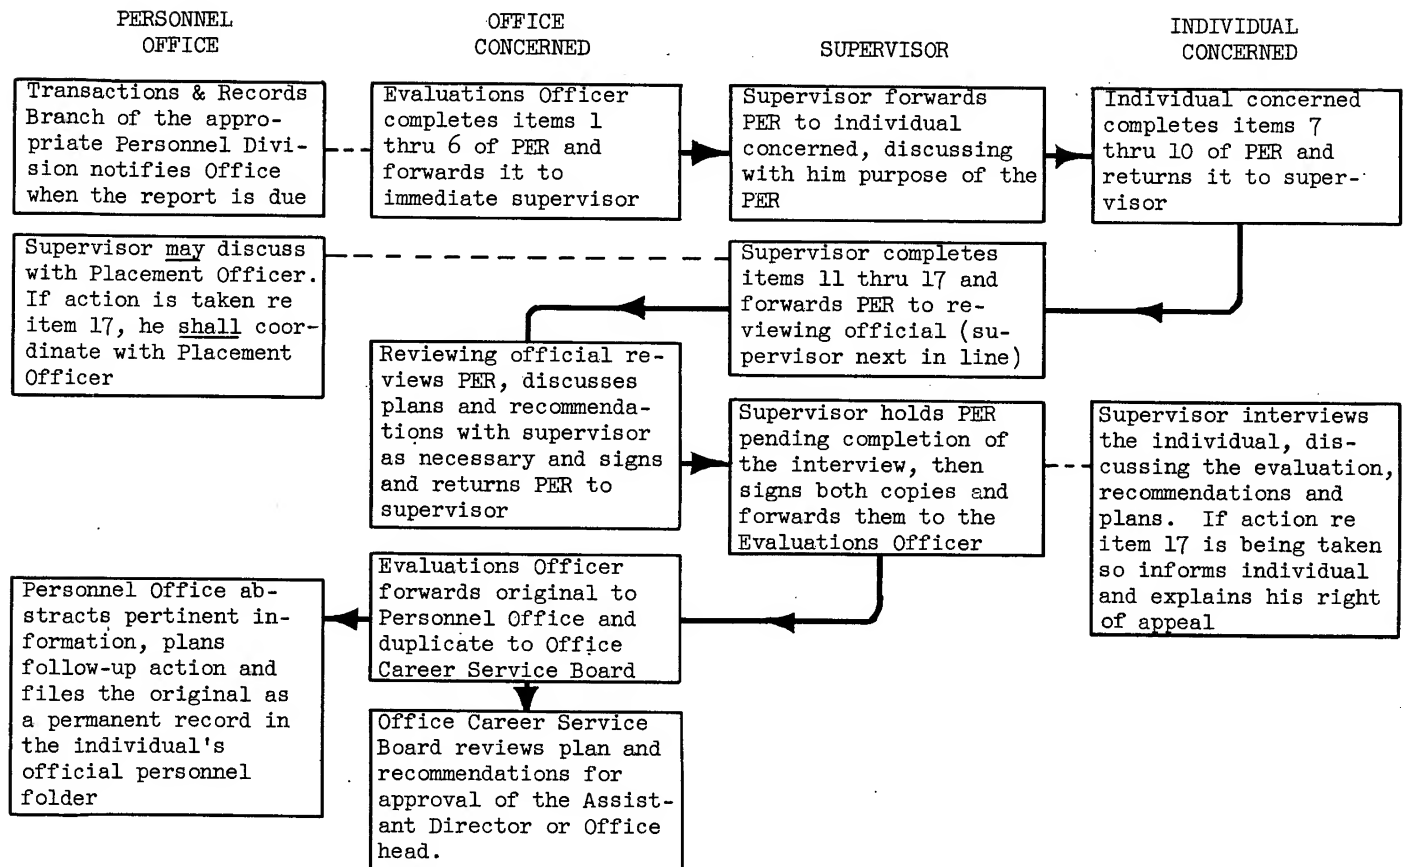 PERSONNEL
OFFICE
OFFICE
CONCERNED
SUPERVISOR
INDIVIDUAL
CONCERNED
Transactions & Records
Branch of the appro-
priate Personnel Divi-
sion notifies Office
when the report is due
Evaluations Officer
completes items 1
thru 6 of PER and
forwards it to
immediate supervisor
Supervisor forwards
PER to individual
concerned, discussing
with him purpose of the
PER
Individual concerned
completes items 7
thru 10 of PER and
returns it to super-
visor
Supervisor may discuss
with Placement Officer.
If action is taken re
item 17, he shall coor-
dinate with Placement
Officer
Supervisor completes
items 11 thru 17 and
forwards PER to re-
viewing official (su-
pervisor next in line)
Reviewing official re-
views PER, discusses
plans and recommenda-
tions with supervisor
as necessary and signs
and returns PER to
supervisor
Supervisor holds PER
pending completion of
the interview, then
signs both copies and
forwards them to the
Evaluations Officer
Supervisor interviews
the individual, dis-
cussing the evaluation,
recommendations and
plans. If action re
item 17 is being taken
so informs individual
and explains his right
of appeal
Personnel Office ab-
stracts pertinent in-
formation, plans
follow-up action and
files the original as
a permanent record in
the individual's
official personnel
folder
Evaluations Officer
forwards original to
Personnel Office and
duplicate to Office
Career Service Board
Office Career Service
Board reviews plan and
recommendations for
approval of the Assist-
ant Director or Office
head.